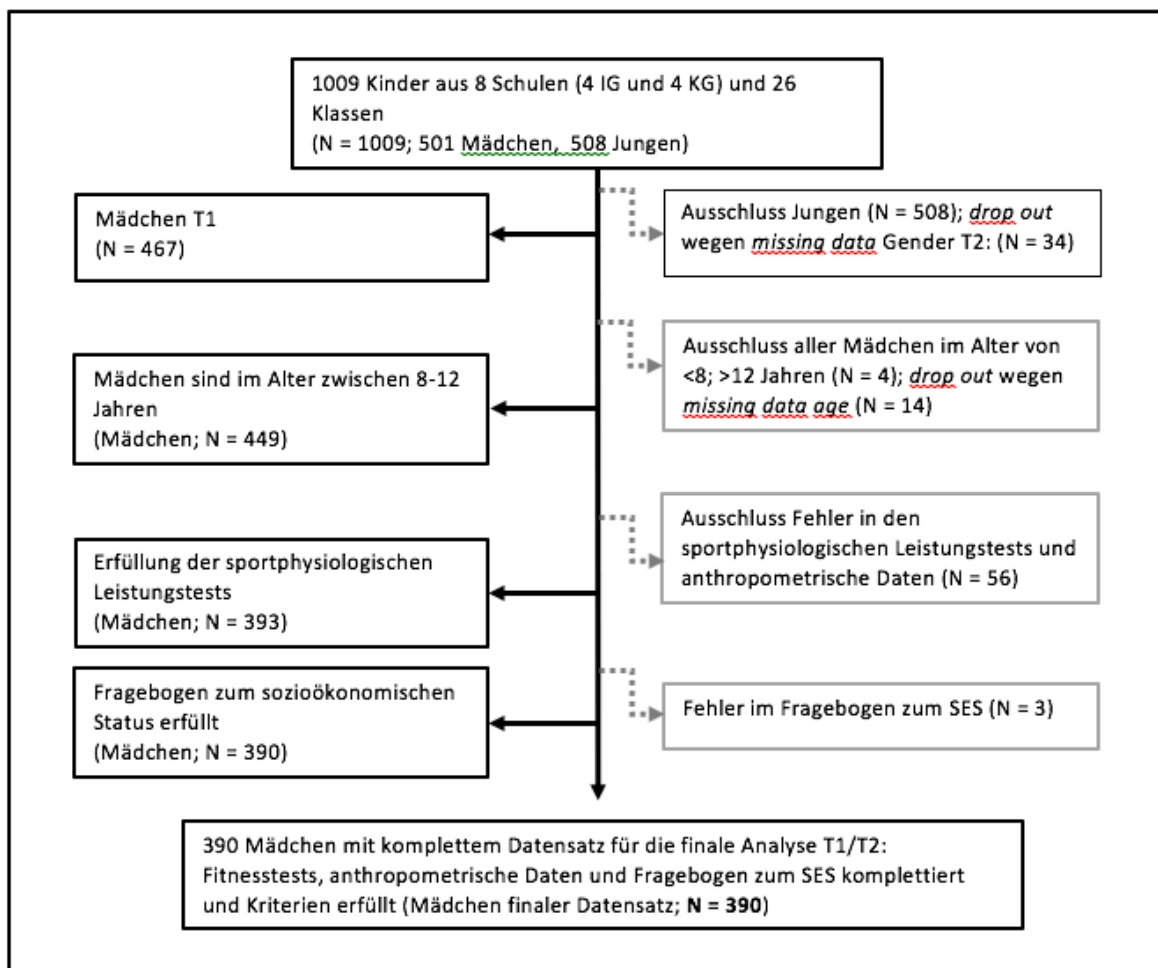 1009 Kinder aus 8 Schulen (4 IG und 4 KG) und 26
Klassen
(N = 1009; 501 Mädchen, 508 Jungen)
Mädchen T1
(N = 467)
Ausschluss Jungen (N = 508); drop out
wegen missing data Gender T2: (N = 34)
Mädchen sind im Alter zwischen 8-12
Jahren
(Mädchen; N = 449)
Ausschluss aller Mädchen im Alter von
<8; >12 Jahren (N = 4); drop out wegen
missing data age (N = 14)
Erfüllung der sportphysiologischen
Leistungstests
(Mädchen; N = 393)
Ausschluss Fehler in den
sportphysiologischen Leistungstests und
anthropometrische Daten (N = 56)
Fragebogen zum sozioökonomischen
Status erfüllt
(Mädchen; N = 390)
Fehler im Fragebogen zum SES (N = 3)
390 Mädchen mit komplettem Datensatz für die finale Analyse T1/T2:
Fitnesstests, anthropometrische Daten und Fragebogen zum SES komplettiert
und Kriterien erfüllt (Mädchen finaler Datensatz; N = 390)